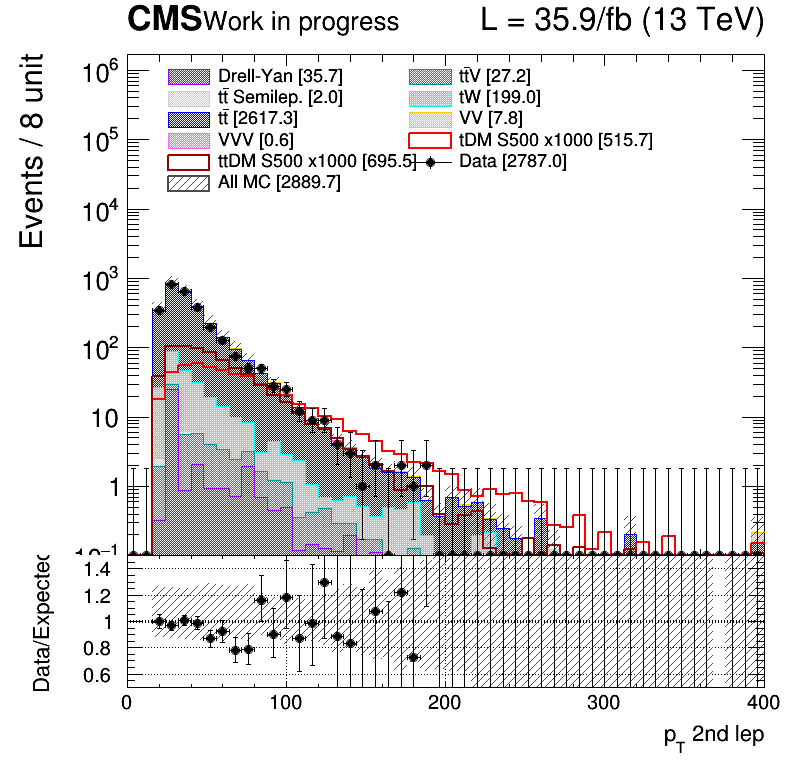 CMS Work in progress L = 35.9/fb (13 TeV)
Events / 8 unit
10⁶
10⁵
10⁴
10³
10²
10
1
10⁻¹
Drell-Yan [35.7]
tt̄ Semilep. [2.0]
tt̄ [2617.3]
VVV [0.6]
ttDM S500 x1000 [695.5]
All MC [2889.7]
tt̄V [27.2]
tW [199.0]
VV [7.8]
tDM S500 x1000 [515.7]
Data [2787.0]
Data/Expected
1.4
1.2
1
0.8
0.6
0 100 200 300 400
p_T 2nd lep